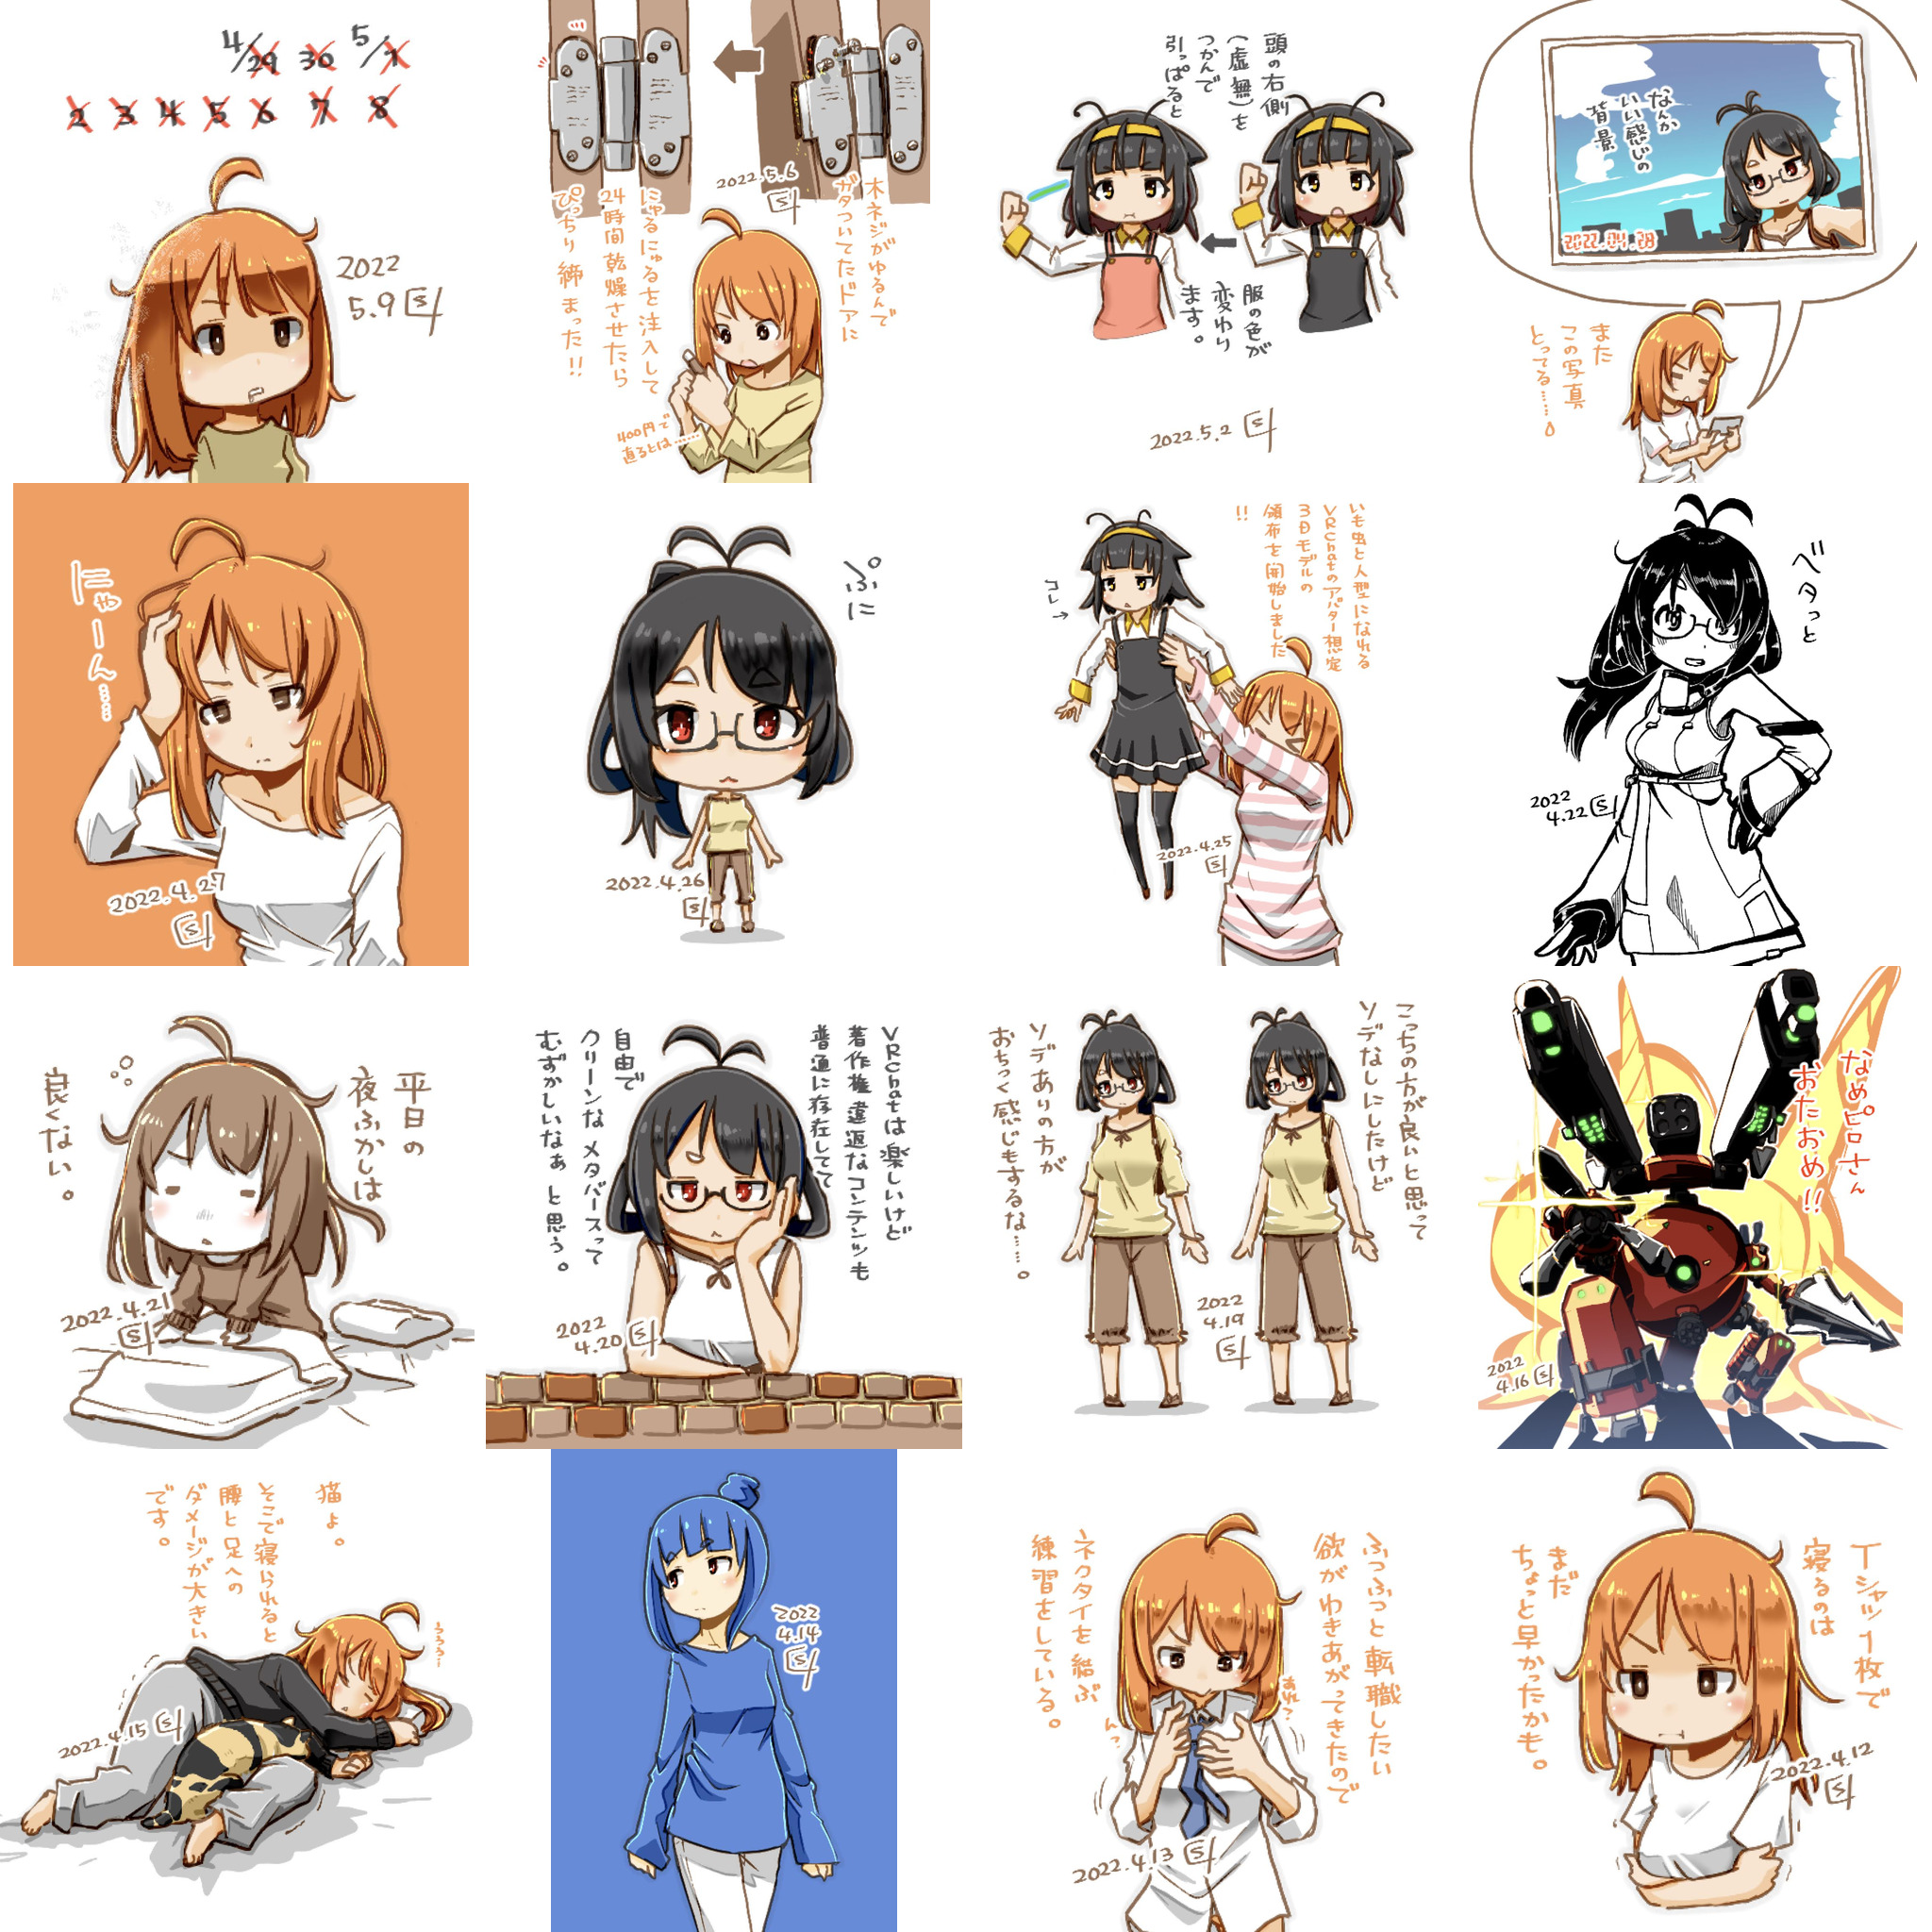 4/29 30 5/1
2 3 4 5 6 7 8
2022
5.9
木ネジがゆるんで
ガタついてたドアに
にゅるにゅるを注入して
24時間乾燥させたら
ぴっちり締まった!!
400円で
直るとは……
2022.5.6
頭の右側
(虚無)を
つかんで
引っぱると
服の色が
変わり
ます。
2022.5.2
なんか
いい感じの
背景
2022.04.28
また
この写真
とってる……
にゃーん……
2022.4.27
ぷに
2022.4.26
いも虫と人型になれる
VRChatのアバター想定
3Dモデルの
頒布を開始しました
!!
コレ→
2022.4.25
ベタっと
2022
4.22
平日の
夜ふかしは
良くない。
2022.4.21
VRChatは楽しいけど
著作権違返なコンテンツも
普通に存在してて
自由で
クリーンなメタバースって
むずかしいなぁ と思う。
2022
4.20
こっちの方が良いと思って
ソデなしにしたけど
ソデありの方が
おちつく感じもするな……。
2022
4.19
なめピロさん
おたおめ!!
2022
4.16
猫よ。
そこで寝られると
腰と足への
ダメージが大きい
です。
うろろ…
2022.4.15
2022
4.14
ふつふつと転職したい
欲がわきあがってきたので
ネクタイを結ぶ
練習をしている。
あれ?
ん?
2022.4.13
Tシャツ1枚で
寝るのは
まだ
ちょっと早かったかも。
2022.4.12